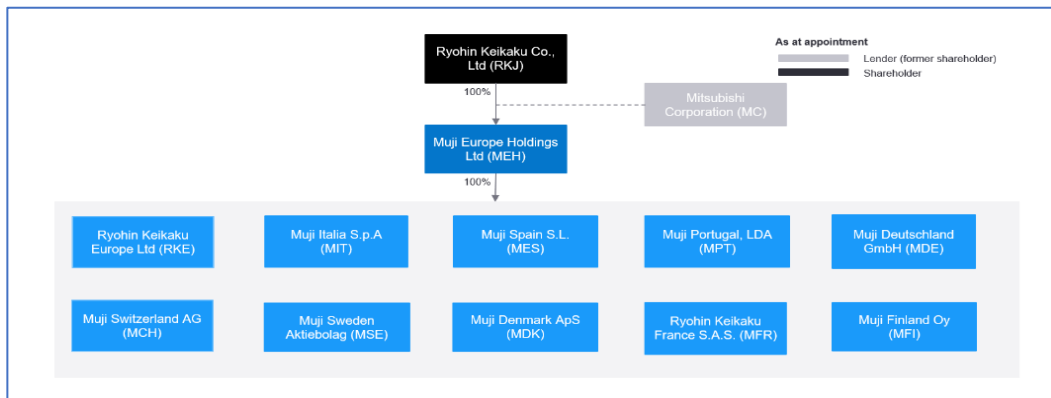 Ryohin Keikaku Co.,
Ltd (RKJ)
As at appointment
Lender (former shareholder)
Shareholder
100%
Mitsubishi
Corporation (MC)
Muji Europe Holdings
Ltd (MEH)
100%
Ryohin Keikaku
Europe Ltd (RKE)
Muji Italia S.p.A
(MIT)
Muji Spain S.L.
(MES)
Muji Portugal, LDA
(MPT)
Muji Deutschland
GmbH (MDE)
Muji Switzerland AG
(MCH)
Muji Sweden
Aktiebolag (MSE)
Muji Denmark ApS
(MDK)
Ryohin Keikaku
France S.A.S. (MFR)
Muji Finland Oy
(MFI)